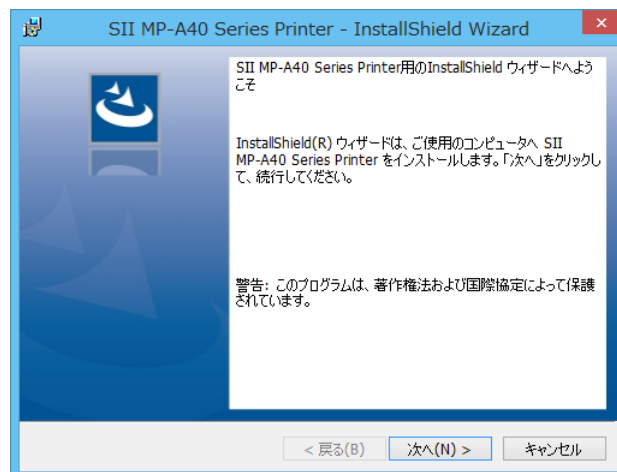 SII MP-A40 Series Printer - InstallShield Wizard
SII MP-A40 Series Printer用のInstallShield ウィザードへよう
こそ
InstallShield(R) ウィザードは、ご使用のコンピュータへ SII
MP-A40 Series Printer をインストールします。「次へ」をクリックし
て、続行してください。
警告: このプログラムは、著作権法および国際協定によって保護
されています。
< 戻る(B)
次へ(N) >
キャンセル